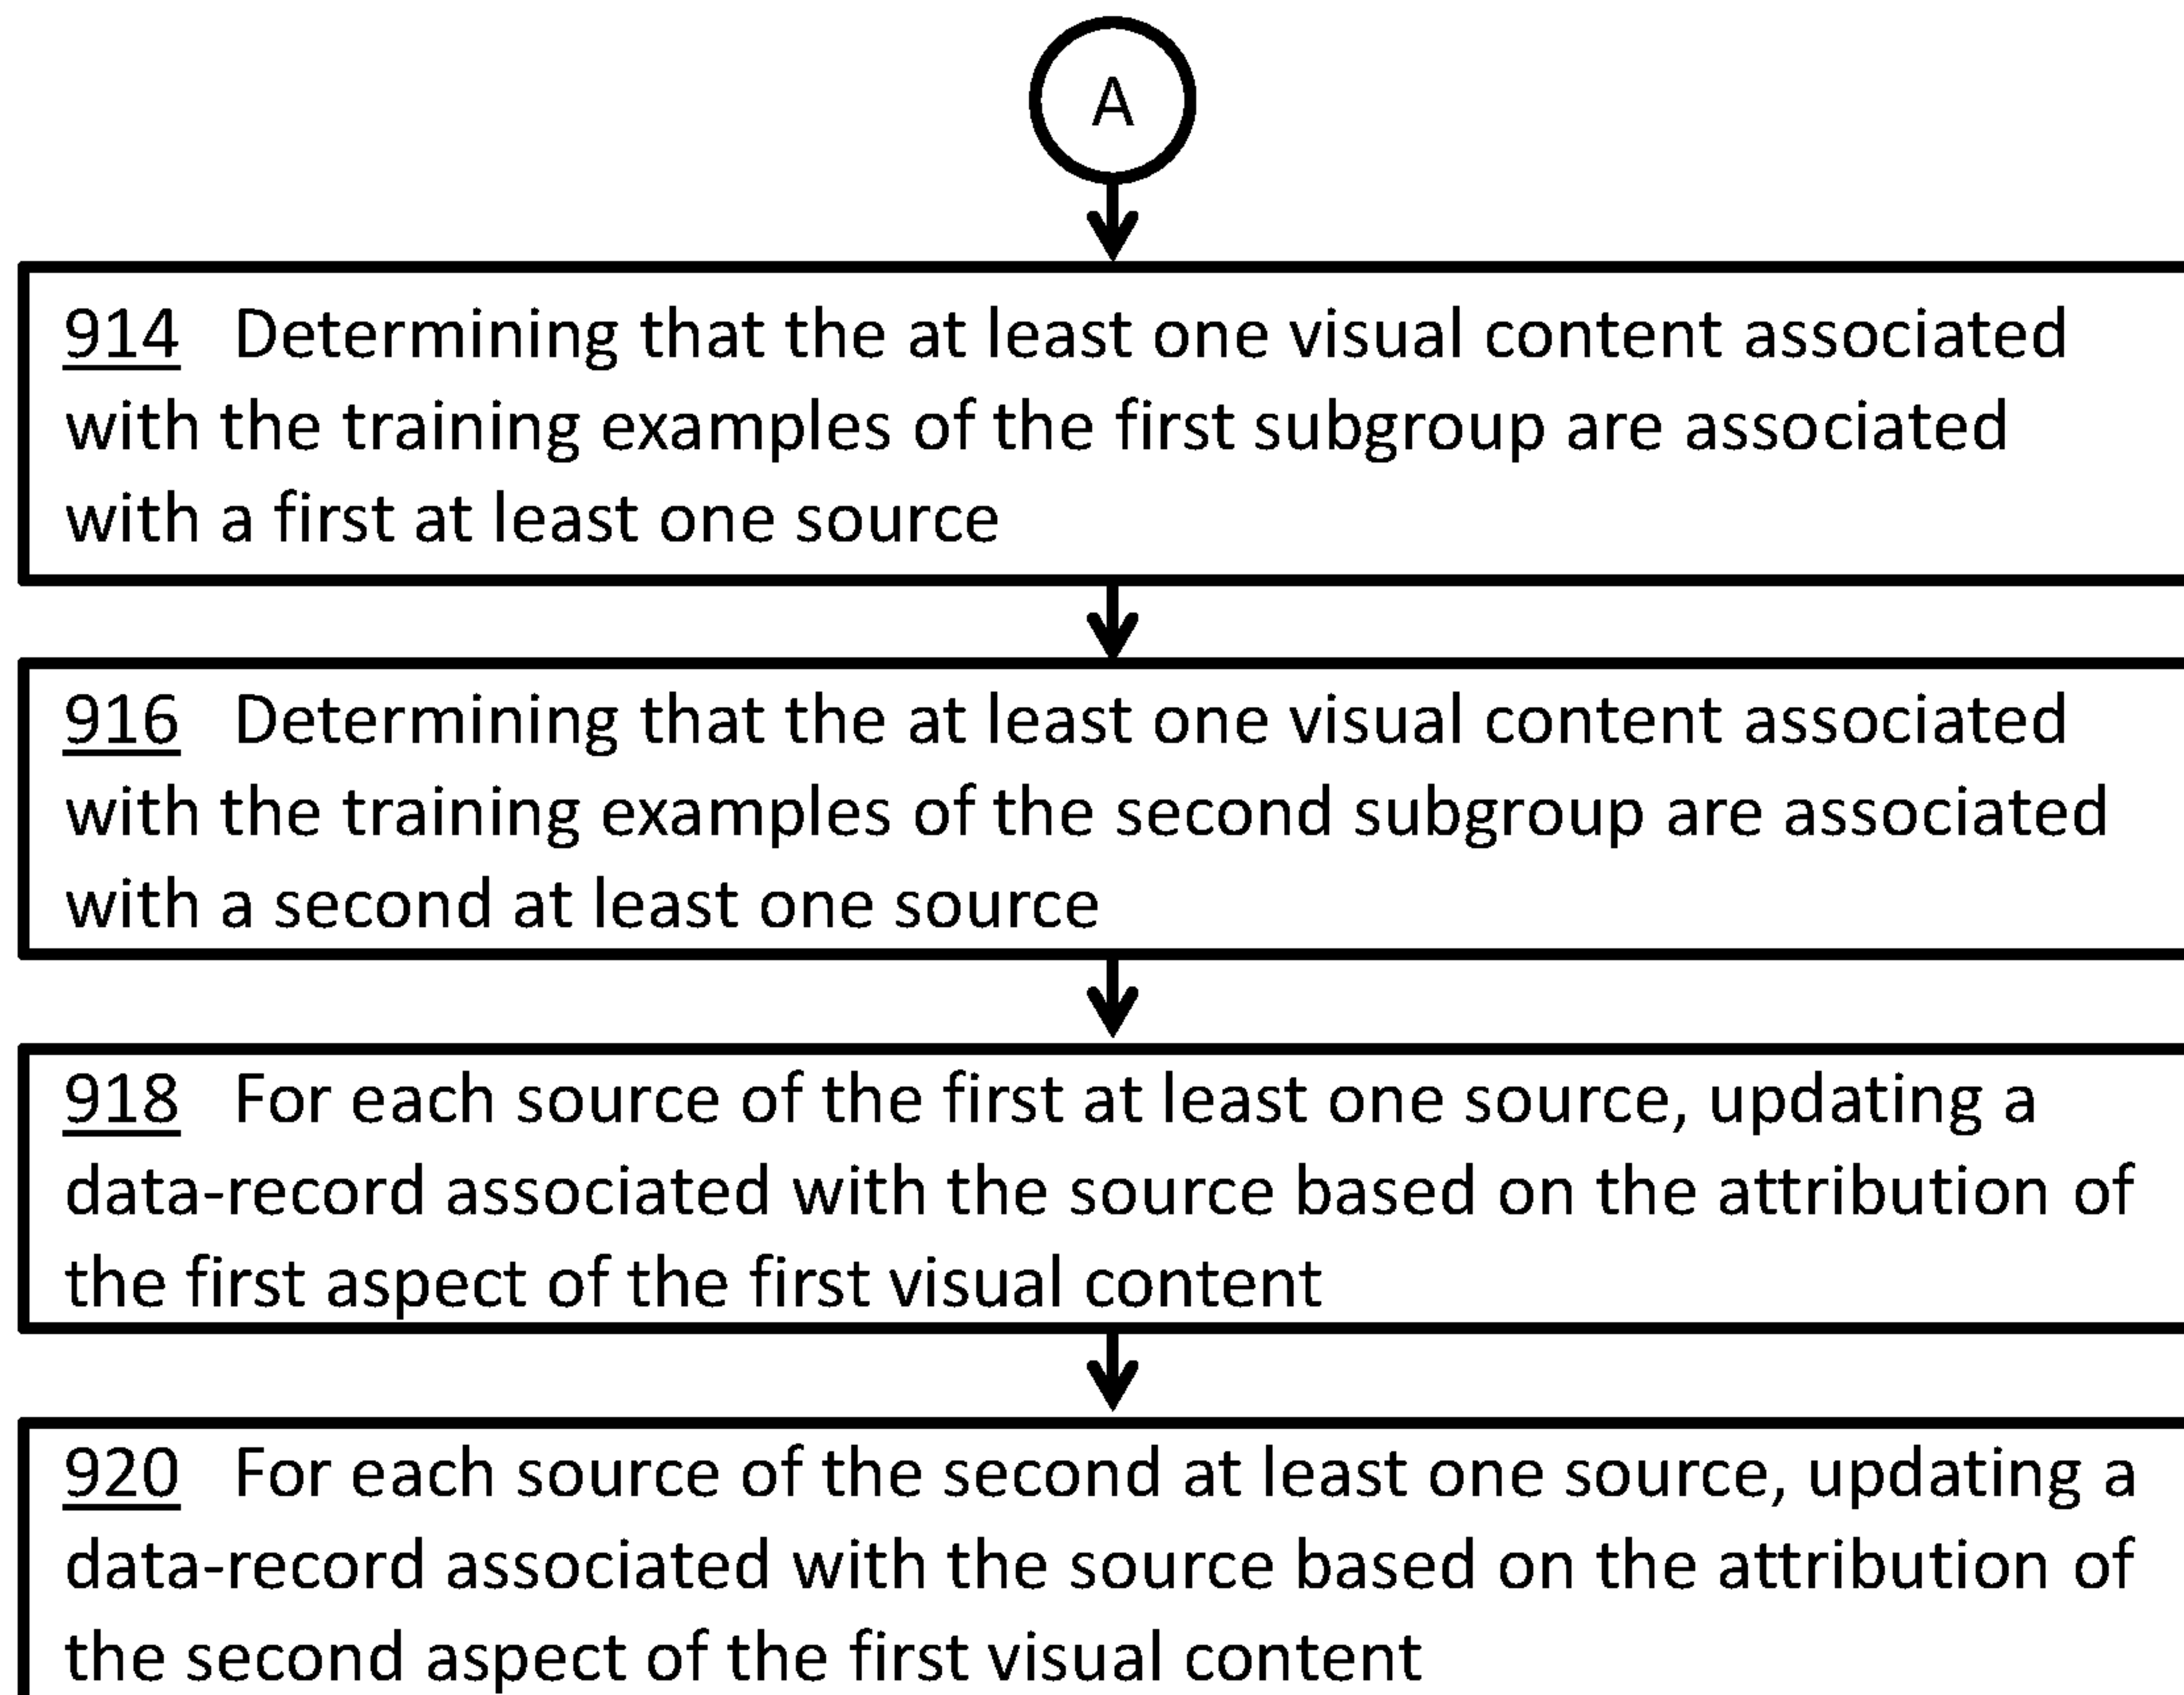 A
914 Determining that the at least one visual content associated
with the training examples of the first subgroup are associated
with a first at least one source
916 Determining that the at least one visual content associated
with the training examples of the second subgroup are associated
with a second at least one source
918 For each source of the first at least one source, updating a
data-record associated with the source based on the attribution of
the first aspect of the first visual content
920 For each source of the second at least one source, updating a
data-record associated with the source based on the attribution of
the second aspect of the first visual content